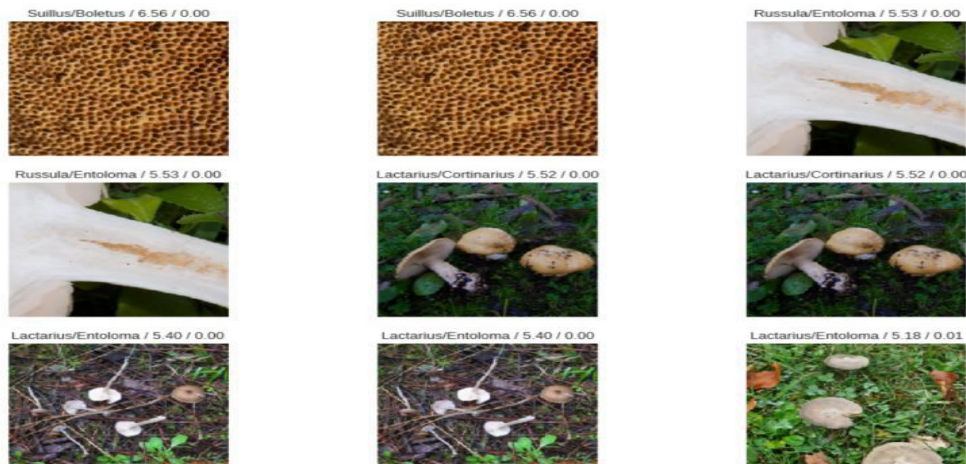 Suillus/Boletus / 6.56 / 0.00
Suillus/Boletus / 6.56 / 0.00
Russula/Entoloma / 5.53 / 0.00
Russula/Entoloma / 5.53 / 0.00
Lactarius/Cortinarius / 5.52 / 0.00
Lactarius/Cortinarius / 5.52 / 0.00
Lactarius/Entoloma / 5.40 / 0.00
Lactarius/Entoloma / 5.40 / 0.00
Lactarius/Entoloma / 5.18 / 0.01